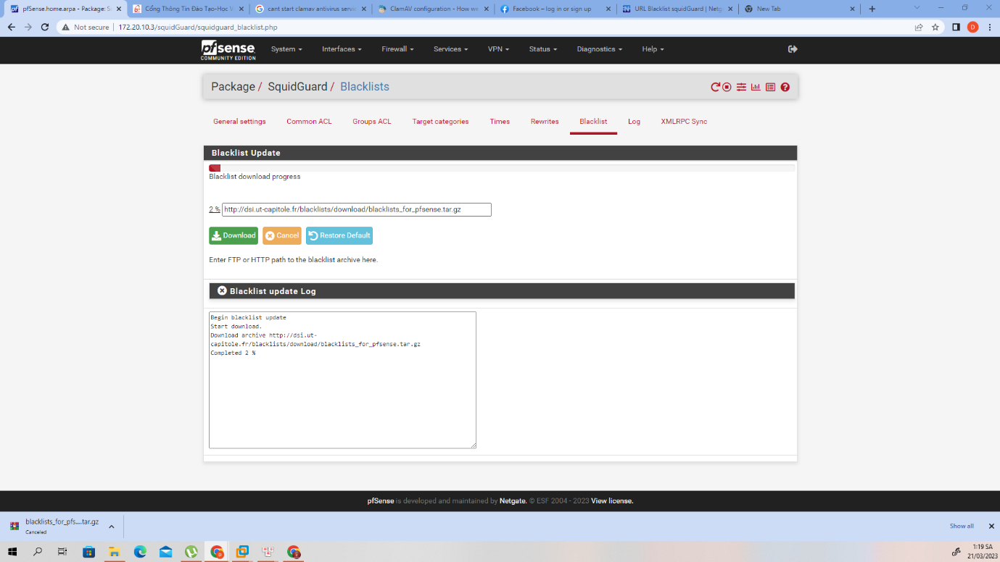 pfSense.home.arpa - Package: S
Cổng Thông Tin Đào Tạo-Học V
cant start clamav antivirus servic
ClamAV configuration - How we
Facebook – log in or sign up
URL Blacklist squidGuard | Netg
New Tab
Not secure
172.20.10.3/squidGuard/squidguard_blacklist.php
D
pfsense
COMMUNITY EDITION
System
Interfaces
Firewall
Services
VPN
Status
Diagnostics
Help
Package / SquidGuard / Blacklists
General settings
Common ACL
Groups ACL
Target categories
Times
Rewrites
Blacklist
Log
XMLRPC Sync
Blacklist Update
Blacklist download progress
2 % http://dsi.ut-capitole.fr/blacklists/download/blacklists_for_pfsense.tar.gz
Download
Cancel
Restore Default
Enter FTP or HTTP path to the blacklist archive here.
Blacklist update Log
Begin blacklist update
Start download.
Download archive http://dsi.ut-
capitole.fr/blacklists/download/blacklists_for_pfsense.tar.gz
Completed 2 %
pfSense is developed and maintained by Netgate. © ESF 2004 - 2023 View license.
blacklists_for_pfs....tar.gz
Canceled
Show all
1:19 SA
21/03/2023